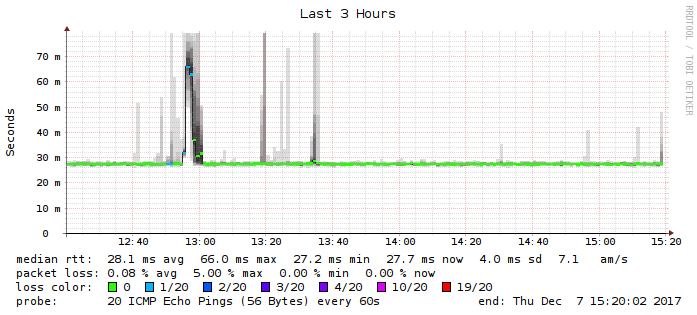 Last 3 Hours
RRDTOOL / TOBI OETIKER
Seconds
70 m
60 m
50 m
40 m
30 m
20 m
10 m
0
12:40 13:00 13:20 13:40 14:00 14:20 14:40 15:00 15:20
median rtt: 28.1 ms avg 66.0 ms max 27.2 ms min 27.7 ms now 4.0 ms sd 7.1 am/s
packet loss: 0.08 % avg 5.00 % max 0.00 % min 0.00 % now
loss color: 0 1/20 2/20 3/20 4/20 10/20 19/20
probe: 20 ICMP Echo Pings (56 Bytes) every 60s end: Thu Dec 7 15:20:02 2017